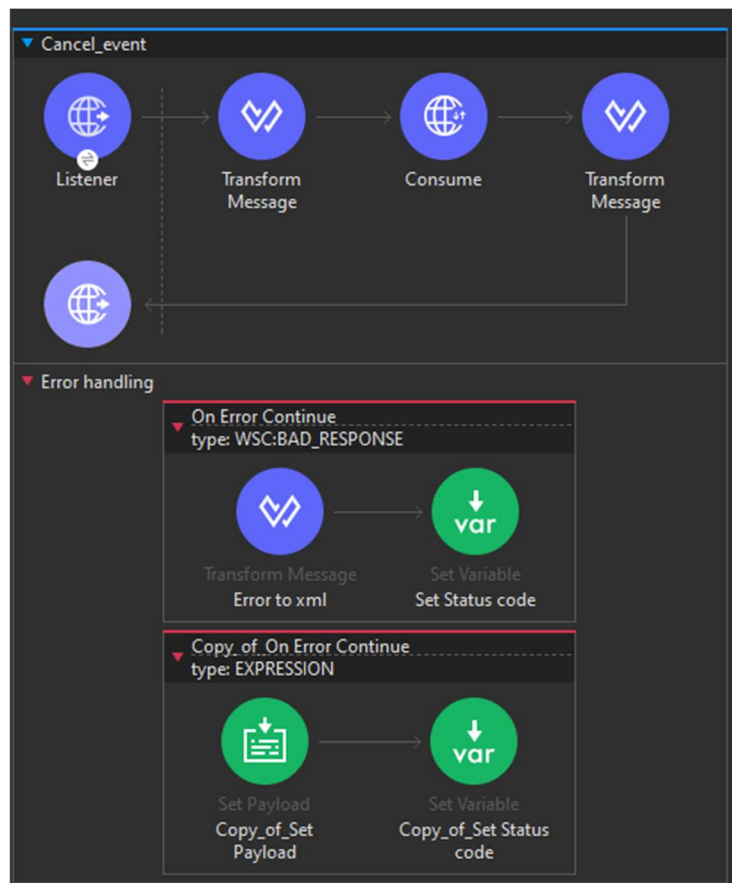 Cancel_event
Listener
Transform
Message
Consume
Transform
Message
Error handling
On Error Continue
type: WSC:BAD_RESPONSE
var
Transform Message
Error to xml
Set Variable
Set Status code
Copy_of_On Error Continue
type: EXPRESSION
var
Set Payload
Copy_of_Set
Payload
Set Variable
Copy_of_Set Status
code